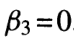 β₃ = 0